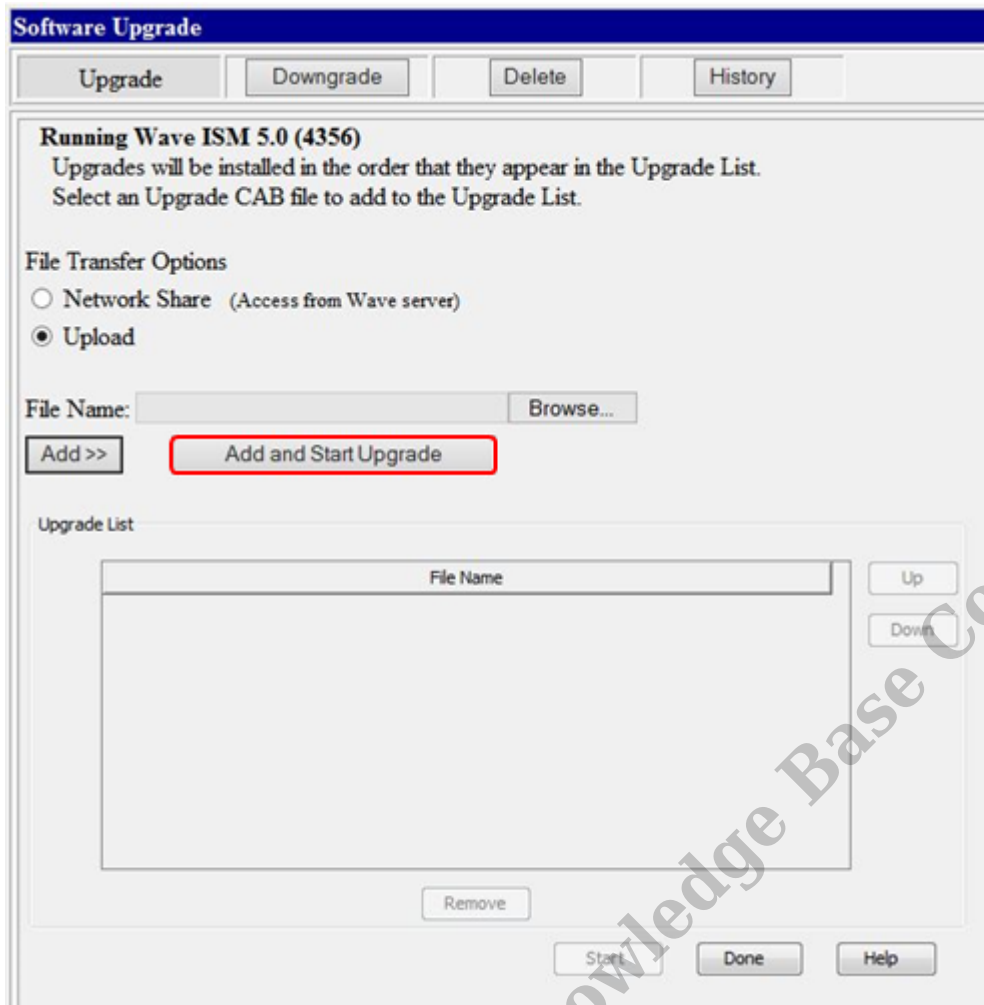 Software Upgrade
Upgrade Downgrade Delete History
Running Wave ISM 5.0 (4356)
Upgrades will be installed in the order that they appear in the Upgrade List.
Select an Upgrade CAB file to add to the Upgrade List.
File Transfer Options
Network Share (Access from Wave server)
Upload
File Name: Browse...
Add >> Add and Start Upgrade
Upgrade List
File Name
Up
Down
Remove
Start Done Help
Base